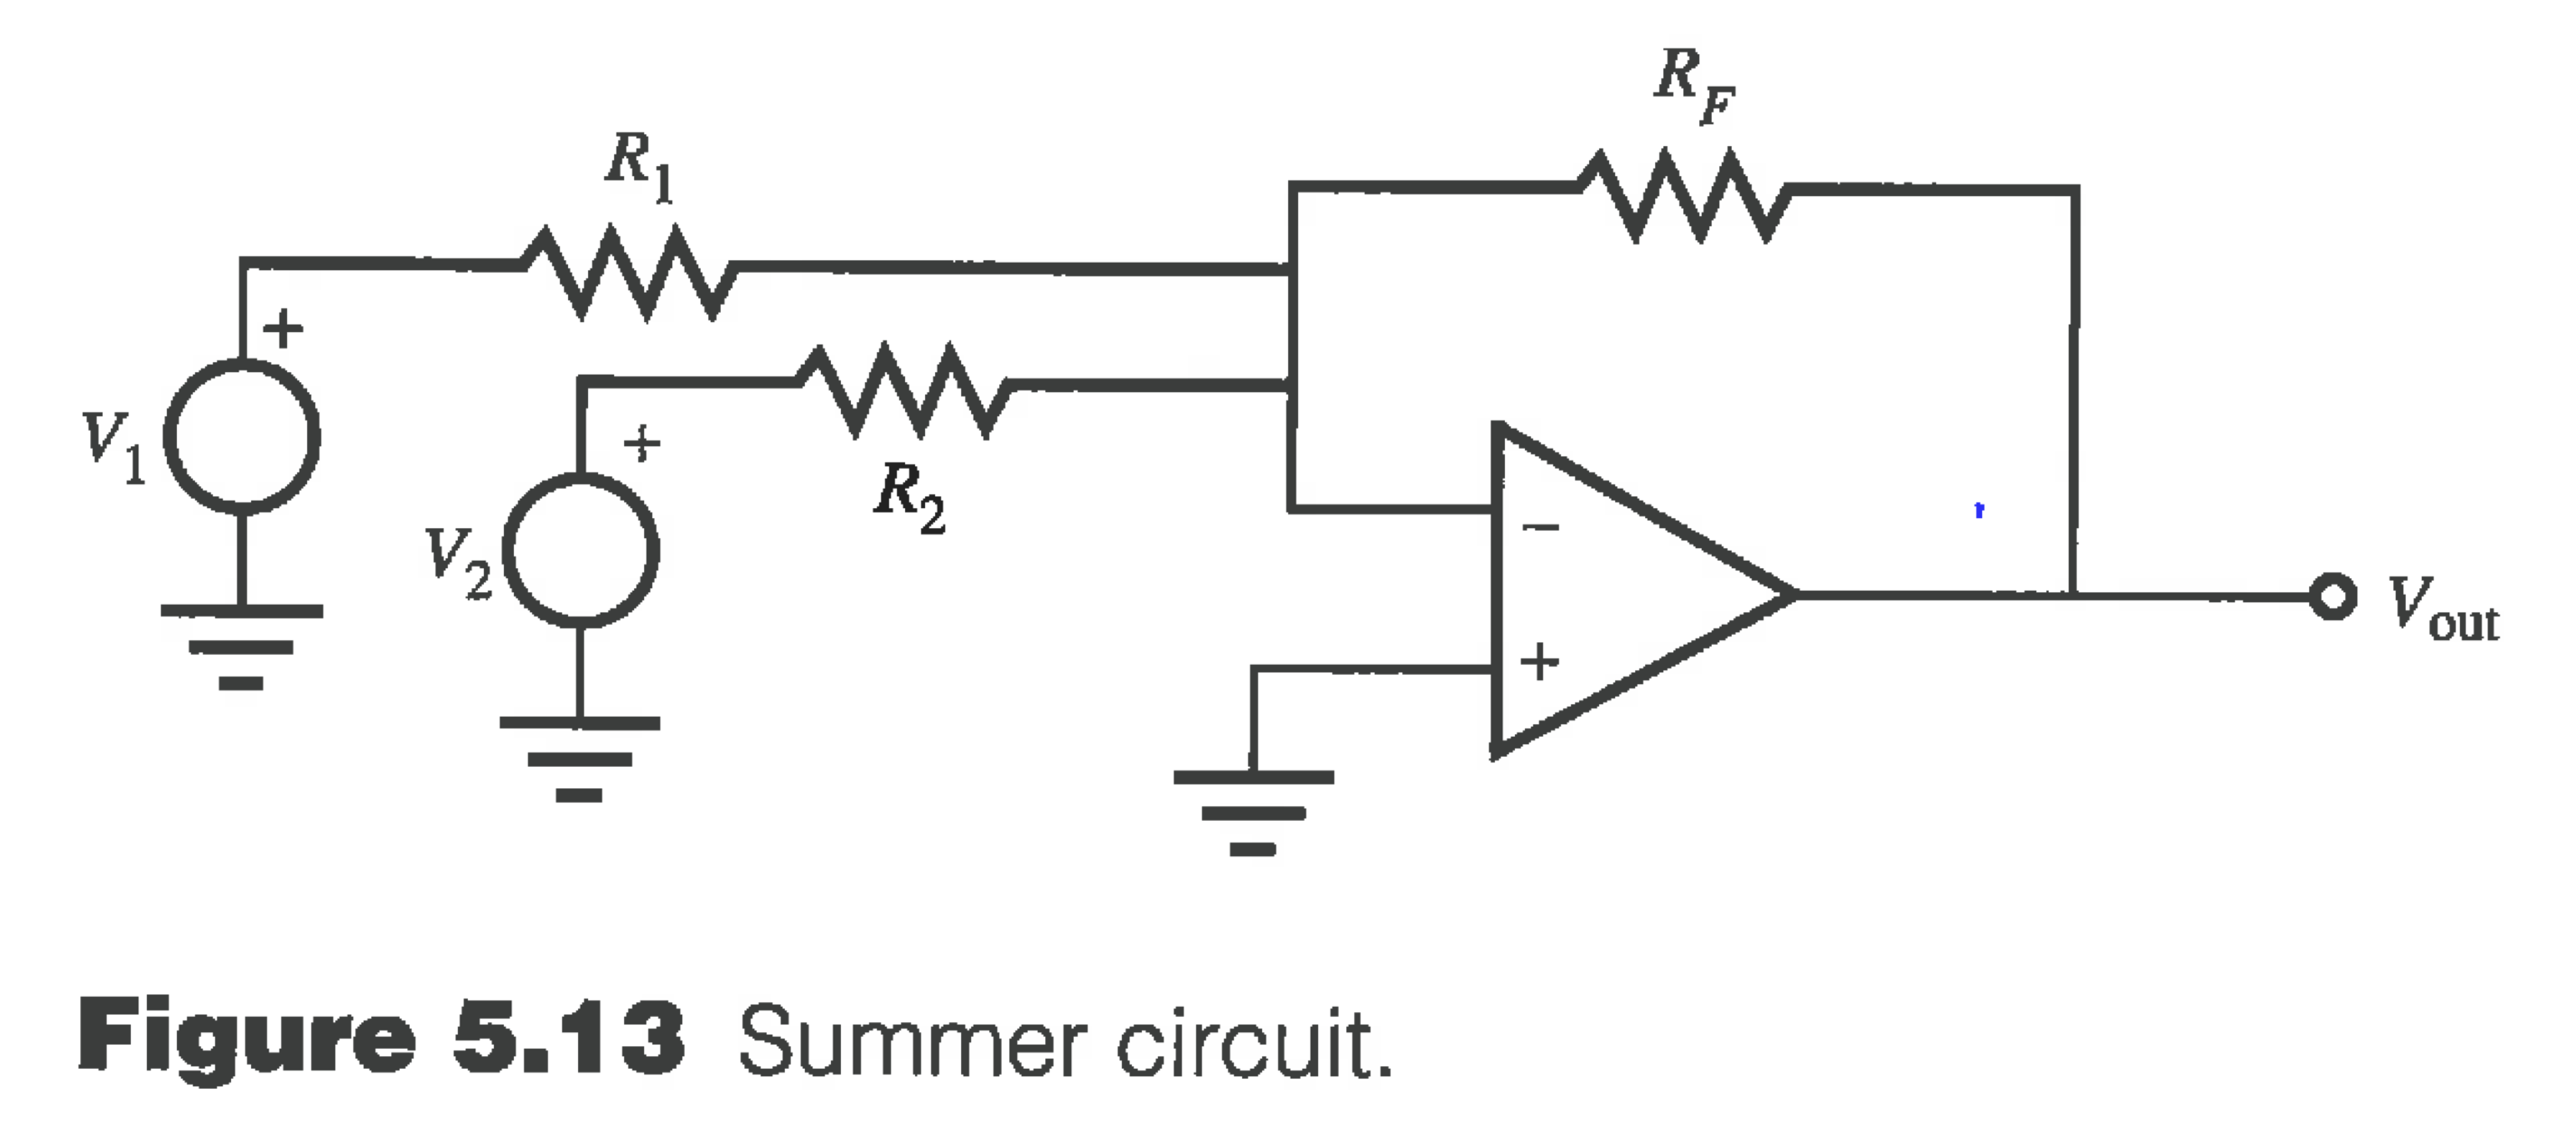 R_F
R_1
+
V_1
+
R_2
V_2
−
+
V_out
Figure 5.13 Summer circuit.